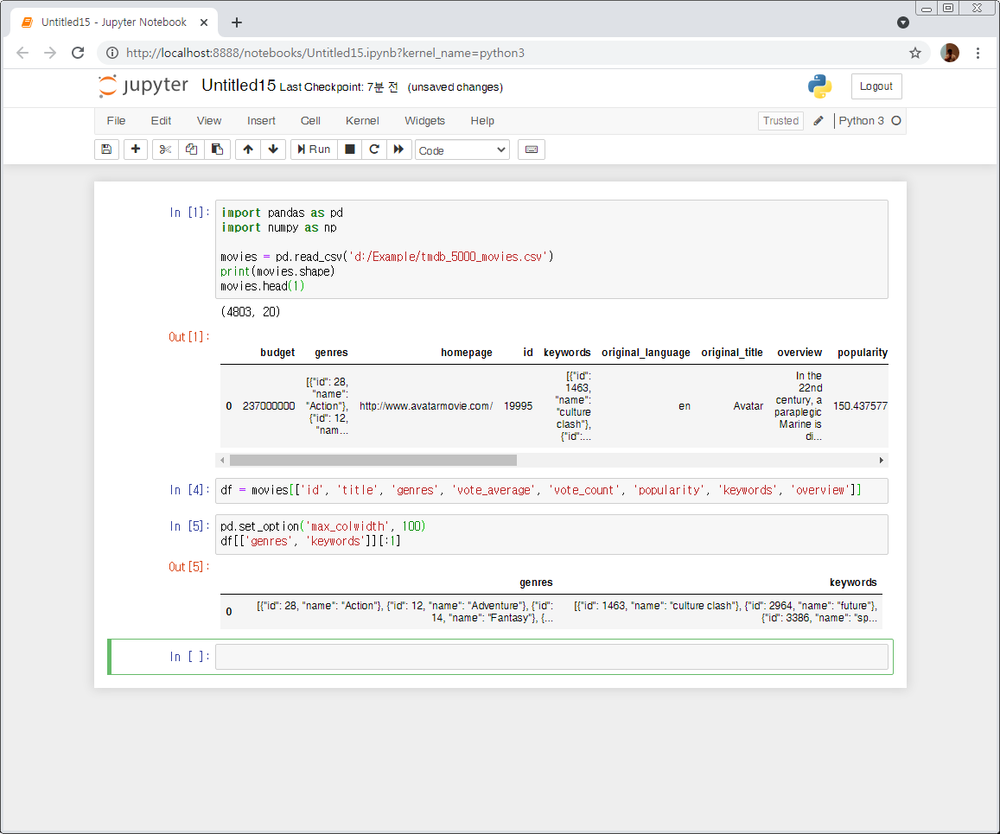 Untitled15 - Jupyter Notebook
http://localhost:8888/notebooks/Untitled15.ipynb?kernel_name=python3
jupyter Untitled15 Last Checkpoint: 7분 전 (unsaved changes) Logout
File Edit View Insert Cell Kernel Widgets Help Trusted Python 3
Run Code
In [1]: import pandas as pd
import numpy as np
movies = pd.read_csv('d:/Example/tmdb_5000_movies.csv')
print(movies.shape)
movies.head(1)
(4803, 20)
Out[1]:
budget genres homepage id keywords original_language original_title overview popularity
0 237000000 [{"id": 28, "name": "Action"}, {"id": 12, "nam... http://www.avatarmovie.com/ 19995 [{"id": 1463, "name": "culture clash"}, {"id":... en Avatar In the 22nd century, a paraplegic Marine is di... 150.437577
In [4]: df = movies[['id', 'title', 'genres', 'vote_average', 'vote_count', 'popularity', 'keywords', 'overview']]
In [5]: pd.set_option('max_colwidth', 100)
df[['genres', 'keywords']][:1]
Out[5]:
genres keywords
0 [{"id": 28, "name": "Action"}, {"id": 12, "name": "Adventure"}, {"id": 14, "name": "Fantasy"}, {... [{"id": 1463, "name": "culture clash"}, {"id": 2964, "name": "future"}, {"id": 3386, "name": "sp...
In [ ]: